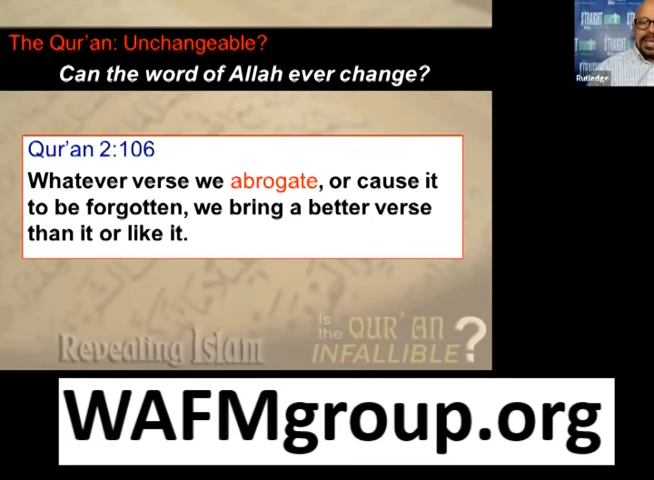 The Qur'an: Unchangeable?
Can the word of Allah ever change?
Qur'an 2:106
Whatever verse we abrogate, or cause it
to be forgotten, we bring a better verse
than it or like it.
Revealing Islam
Is
the QUR'AN
INFALLIBLE?
WAFMgroup.org
STRAIGHT
Rutledge